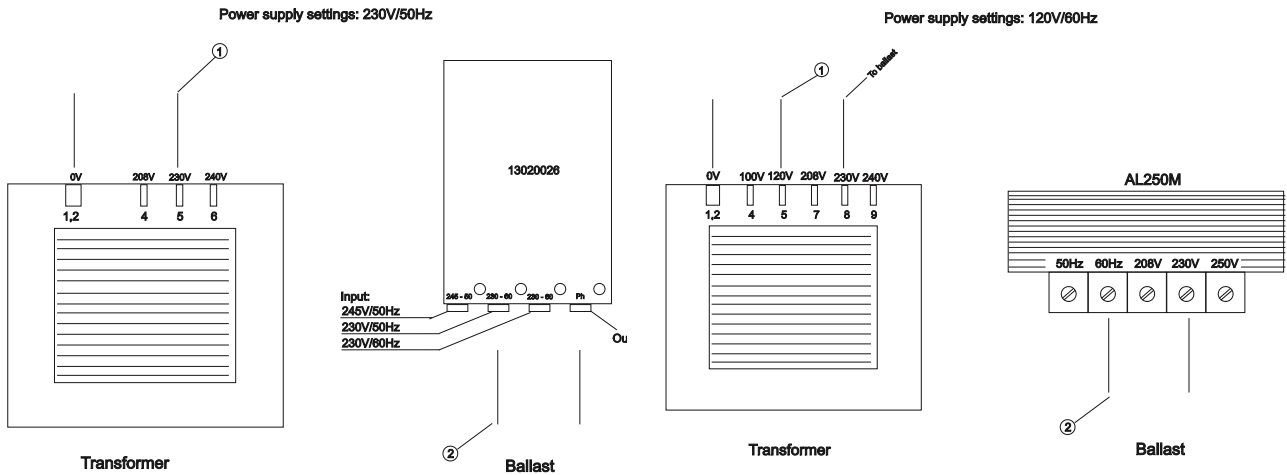 Power supply settings: 230V/50Hz
1
0V 208V 230V 240V
1,2 4 5 6
Transformer
13020026
245 - 50 230 - 60 230 - 60 Ph
Input:
245V/50Hz
230V/50Hz
230V/60Hz
Ou
2
Ballast
Power supply settings: 120V/60Hz
1
To ballast
0V 100V 120V 208V 230V 240V
1,2 4 5 7 8 9
Transformer
AL250M
50Hz 60Hz 208V 230V 250V
2
Ballast